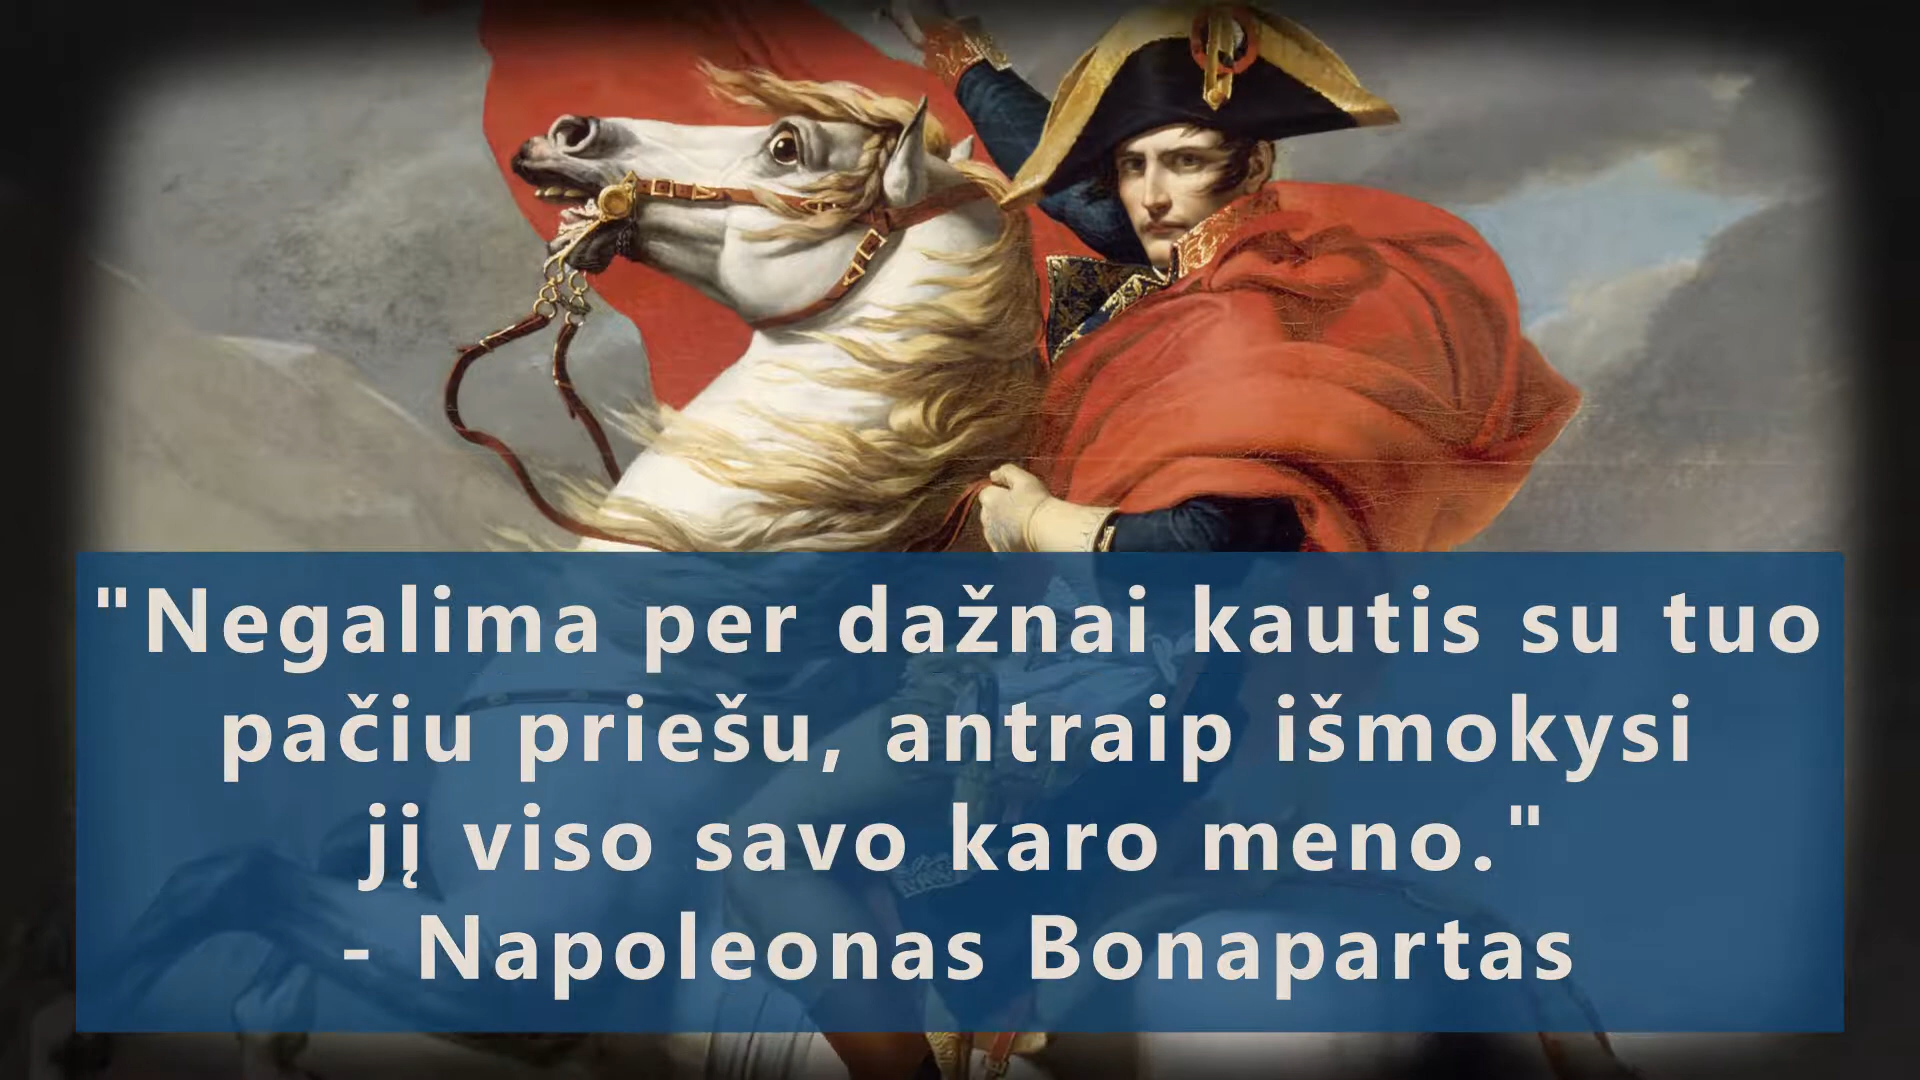 "Negalima per dažnai kautis su tuo
pačiu priešu, antraip išmokysi
jį viso savo karo meno."
- Napoleonas Bonapartas